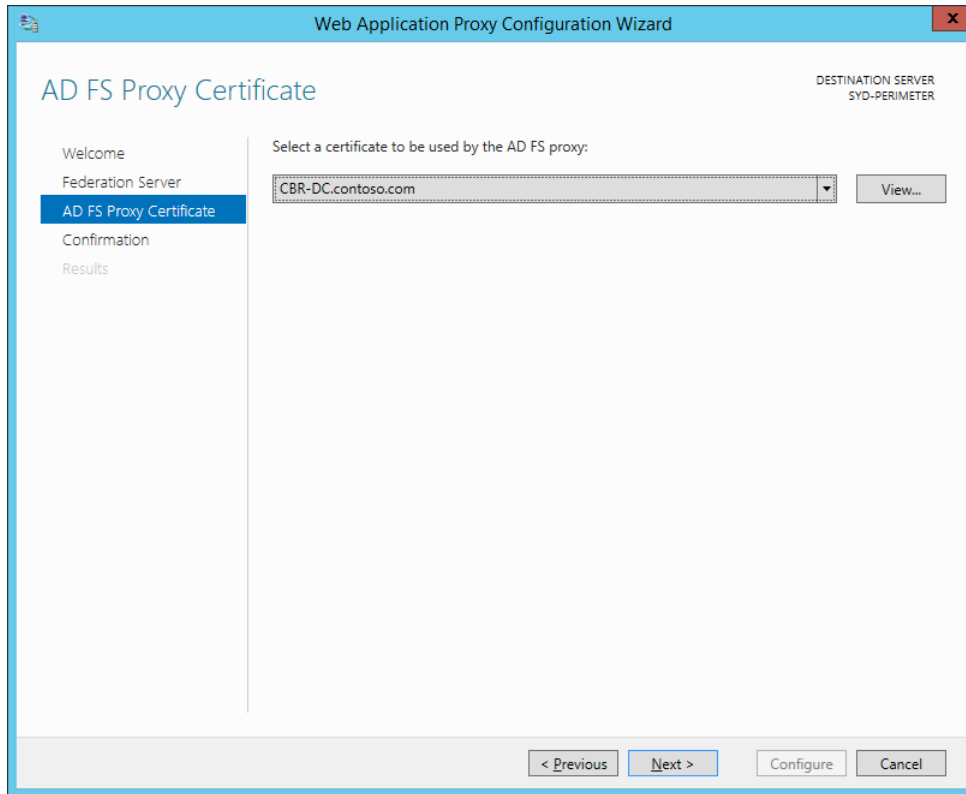 Web Application Proxy Configuration Wizard
x
AD FS Proxy Certificate
DESTINATION SERVER
SYD-PERIMETER
Welcome
Federation Server
AD FS Proxy Certificate
Confirmation
Results
Select a certificate to be used by the AD FS proxy:
CBR-DC.contoso.com
View...
< Previous
Next >
Configure
Cancel